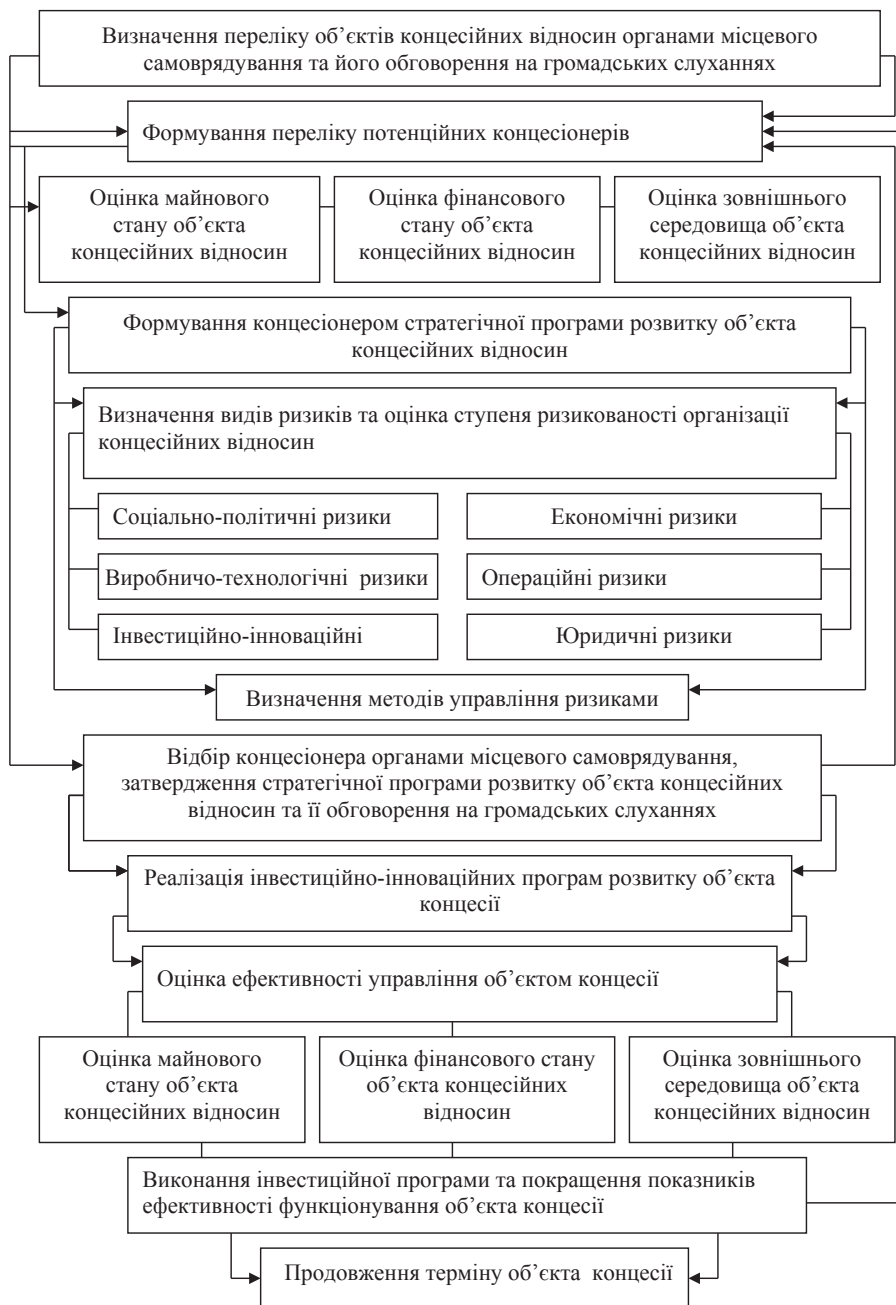 Визначення переліку об’єктів концесійних відносин органами місцевого
самоврядування та його обговорення на громадських слуханнях
Формування переліку потенційних концесіонерів
Оцінка майнового
стану об’єкта
концесійних відносин
Оцінка фінансового
стану об’єкта
концесійних відносин
Оцінка зовнішнього
середовища об’єкта
концесійних відносин
Формування концесіонером стратегічної програми розвитку об’єкта
концесійних відносин
Визначення видів ризиків та оцінка ступеня ризикованості організації
концесійних відносин
Соціально-політичні ризики
Економічні ризики
Виробничо-технологічні ризики
Операційні ризики
Інвестиційно-інноваційні
Юридичні ризики
Визначення методів управління ризиками
Відбір концесіонера органами місцевого самоврядування,
затвердження стратегічної програми розвитку об’єкта концесійних
відносин та її обговорення на громадських слуханнях
Реалізація інвестиційно-інноваційних програм розвитку об’єкта
концесії
Оцінка ефективності управління об’єктом концесії
Оцінка майнового
стану об’єкта
концесійних відносин
Оцінка фінансового стану
об’єкта концесійних
відносин
Оцінка зовнішнього
середовища об’єкта
концесійних відносин
Виконання інвестиційної програми та покращення показників
ефективності функціонування об’єкта концесії
Продовження терміну об’єкта концесії